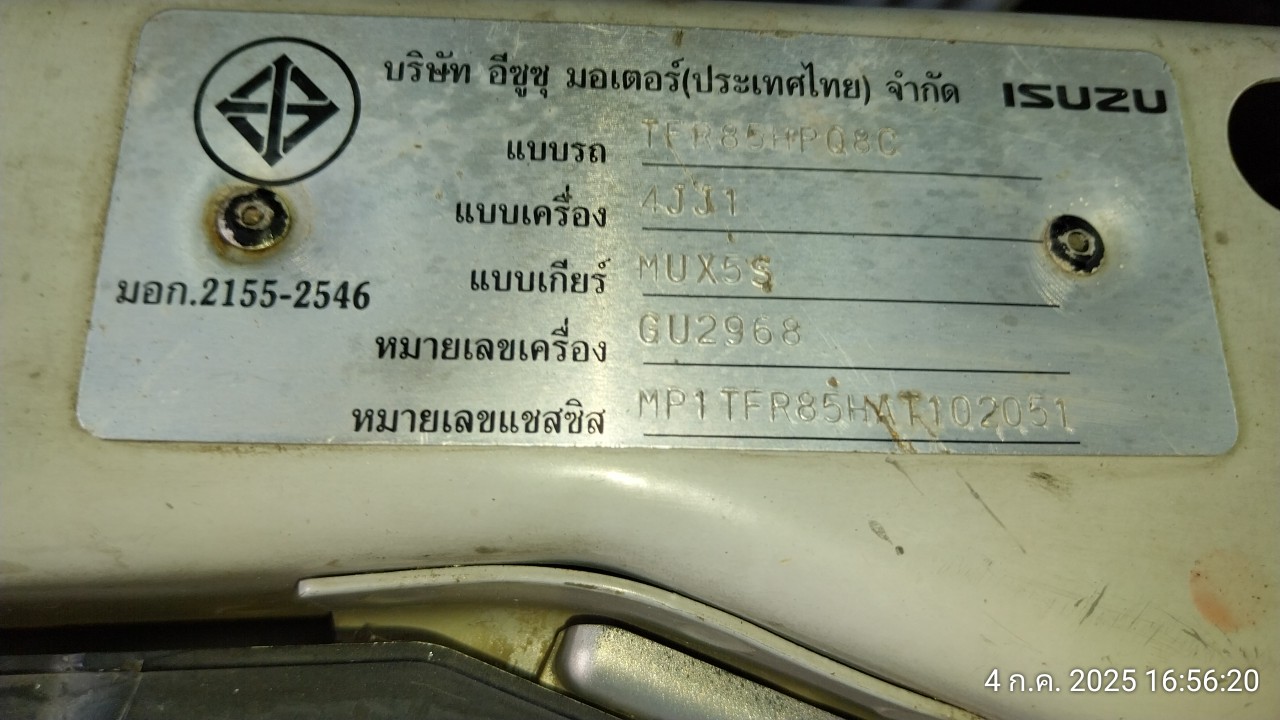 บริษัท อีซูซุ มอเตอร์(ประเทศไทย) จำกัด ISUZU
แบบรถ TFR85HPQ8C
แบบเครื่อง 4JJ1
แบบเกียร์ MUX5S
มอก.2155-2546
หมายเลขเครื่อง GU2968
หมายเลขแชสซิส MP1TFR85HAT102051
4 ก.ค. 2025 16:56:20